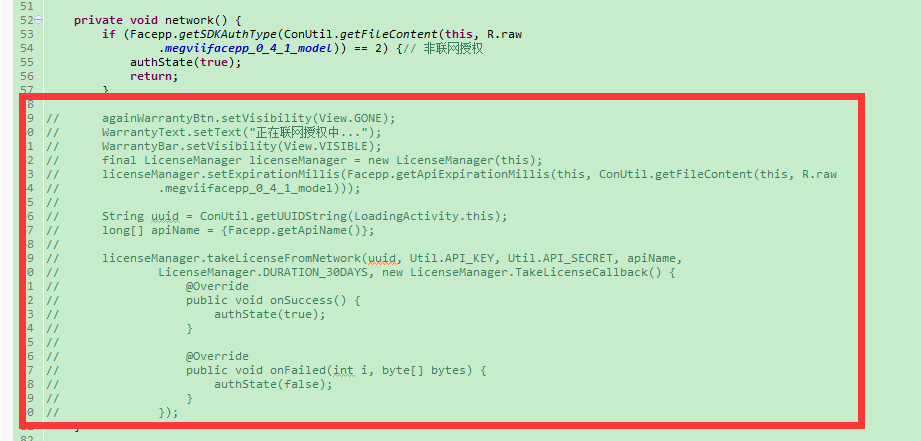 51
52 private void network() {
53 if (Facepp.getSDKAuthType(ConUtil.getFileContent(this, R.raw
54 .megviifacepp_0_4_1_model)) == 2) {// 非联网授权
55 authState(true);
56 return;
57 }
8
9 // againWarrantyBtn.setVisibility(View.GONE);
0 // WarrantyText.setText("正在联网授权中...");
1 // WarrantyBar.setVisibility(View.VISIBLE);
2 // final LicenseManager licenseManager = new LicenseManager(this);
3 // licenseManager.setExpirationMillis(Facepp.getApiExpirationMillis(this, ConUtil.getFileContent(this, R.raw
4 // .megviifacepp_0_4_1_model)));
5 //
6 // String uuid = ConUtil.getUUIDString(LoadingActivity.this);
7 // long[] apiName = {Facepp.getApiName()};
8 //
9 // licenseManager.takeLicenseFromNetwork(uuid, Util.API_KEY, Util.API_SECRET, apiName,
0 // LicenseManager.DURATION_30DAYS, new LicenseManager.TakeLicenseCallback() {
1 // @Override
2 // public void onSuccess() {
3 // authState(true);
4 // }
5 //
6 // @Override
7 // public void onFailed(int i, byte[] bytes) {
8 // authState(false);
9 // }
0 // });
82